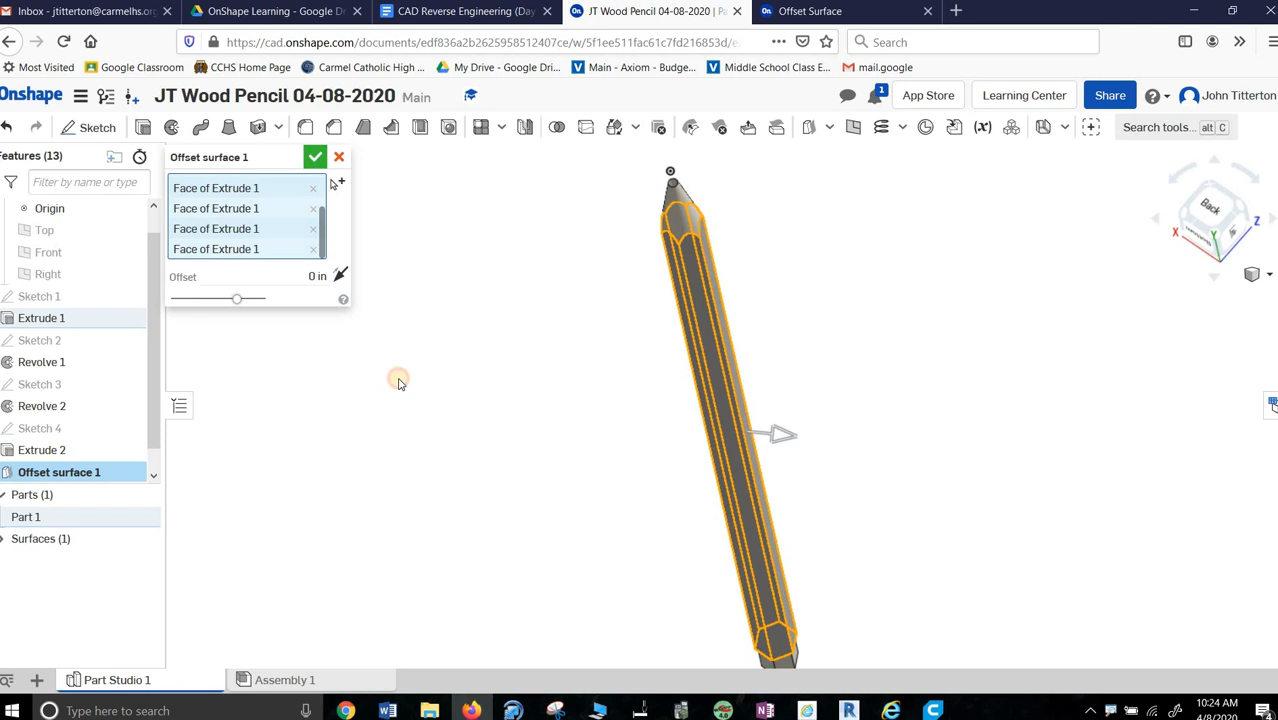 Inbox - jtitterton@carmelhs.org
OnShape Learning - Google Drive
CAD Reverse Engineering (Day
JT Wood Pencil 04-08-2020 | Pa
Offset Surface
https://cad.onshape.com/documents/edf836a2b2625958512407ce/w/5f1ee511fac61c7fd216853d/e
Search
Most Visited
Google Classroom
CCHS Home Page
Carmel Catholic High ...
My Drive - Google Dri...
Main - Axiom - Budge...
Middle School Class E...
mail.google
Onshape
JT Wood Pencil 04-08-2020 Main
1
App Store
Learning Center
Share
John Titterton
Sketch
Search tools... alt C
Features (13)
Filter by name or type
Origin
Top
Front
Right
Sketch 1
Extrude 1
Sketch 2
Revolve 1
Sketch 3
Revolve 2
Sketch 4
Extrude 2
Offset surface 1
Parts (1)
Part 1
Surfaces (1)
Offset surface 1
Face of Extrude 1
Face of Extrude 1
Face of Extrude 1
Face of Extrude 1
Offset 0 in
Back
X
Y
Z
Part Studio 1
Assembly 1
Type here to search
10:24 AM
4/8/2020